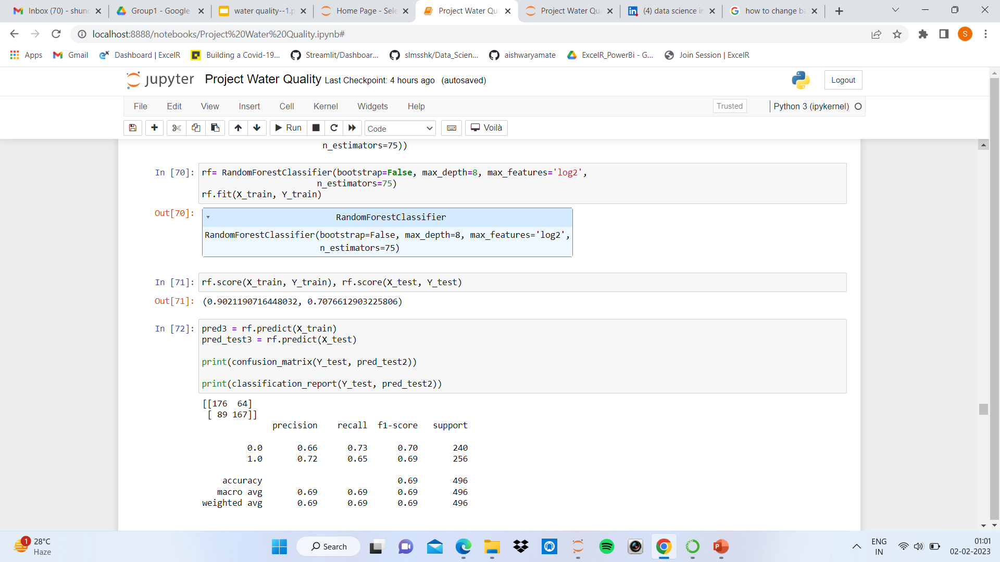 Inbox (70) - shund
Group1 - Google
water quality--1.p
Home Page - Sele
Project Water Qu
Project Water Qu
(4) data science in
how to change ba
localhost:8888/notebooks/Project%20Water%20Quality.ipynb#
S
Apps
Gmail
Dashboard | ExcelR
Building a Covid-19...
Streamlit/Dashboar...
slmsshk/Data_Scien...
aishwaryamate
ExcelR_PowerBi - G...
Join Session | ExcelR
jupyter Project Water Quality Last Checkpoint: 4 hours ago (autosaved)
Logout
File Edit View Insert Cell Kernel Widgets Help
Trusted
Python 3 (ipykernel)
Run
Code
Voilà
n_estimators=75))
In [70]: rf= RandomForestClassifier(bootstrap=False, max_depth=8, max_features='log2',
n_estimators=75)
rf.fit(X_train, Y_train)
Out[70]: RandomForestClassifier
RandomForestClassifier(bootstrap=False, max_depth=8, max_features='log2',
n_estimators=75)
In [71]: rf.score(X_train, Y_train), rf.score(X_test, Y_test)
Out[71]: (0.9021190716448032, 0.7076612903225806)
In [72]: pred3 = rf.predict(X_train)
pred_test3 = rf.predict(X_test)
print(confusion_matrix(Y_test, pred_test2))
print(classification_report(Y_test, pred_test2))
[[176  64]
[ 89 167]]
precision recall f1-score support
0.0 0.66 0.73 0.70 240
1.0 0.72 0.65 0.69 256
accuracy 0.69 496
macro avg 0.69 0.69 0.69 496
weighted avg 0.69 0.69 0.69 496
1
28°C
Haze
Search
P
ENG
IN
01:01
02-02-2023